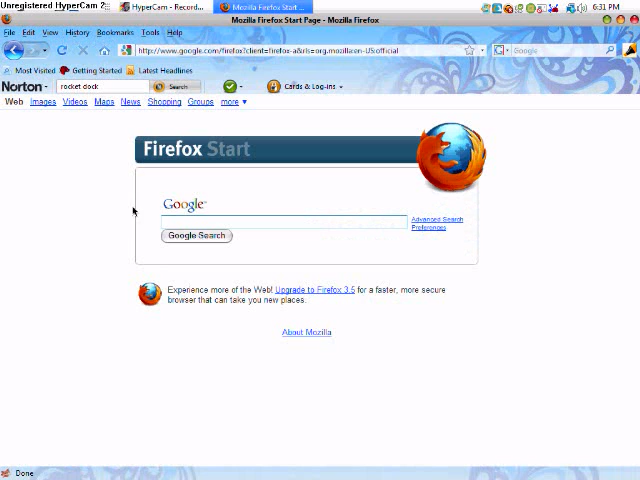 Unregistered HyperCam 2
HyperCam - Record...
Mozilla Firefox Start ...
6:31 PM
Mozilla Firefox Start Page - Mozilla Firefox
File Edit View History Bookmarks Tools Help
http://www.google.com/firefox?client=firefox-a&rls=org.mozilla:en-US:official
Google
Most Visited Getting Started Latest Headlines
Norton rocket dock Search Cards & Log-ins
Web Images Videos Maps News Shopping Groups more ▼
Firefox Start
Google
Advanced Search
Preferences
Google Search
Experience more of the Web! Upgrade to Firefox 3.5 for a faster, more secure
browser that can take you new places.
About Mozilla
Done